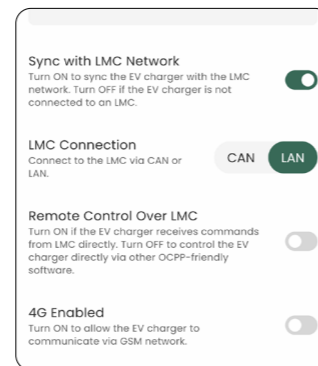 Sync with LMC Network
Turn ON to sync the EV charger with the LMC
network. Turn OFF if the EV charger is not
connected to an LMC.
LMC Connection
Connect to the LMC via CAN or
LAN.
CAN
LAN
Remote Control Over LMC
Turn ON if the EV charger receives commands
from LMC directly. Turn OFF to control the EV
charger directly via other OCPP-friendly
software.
4G Enabled
Turn ON to allow the EV charger to
communicate via GSM network.